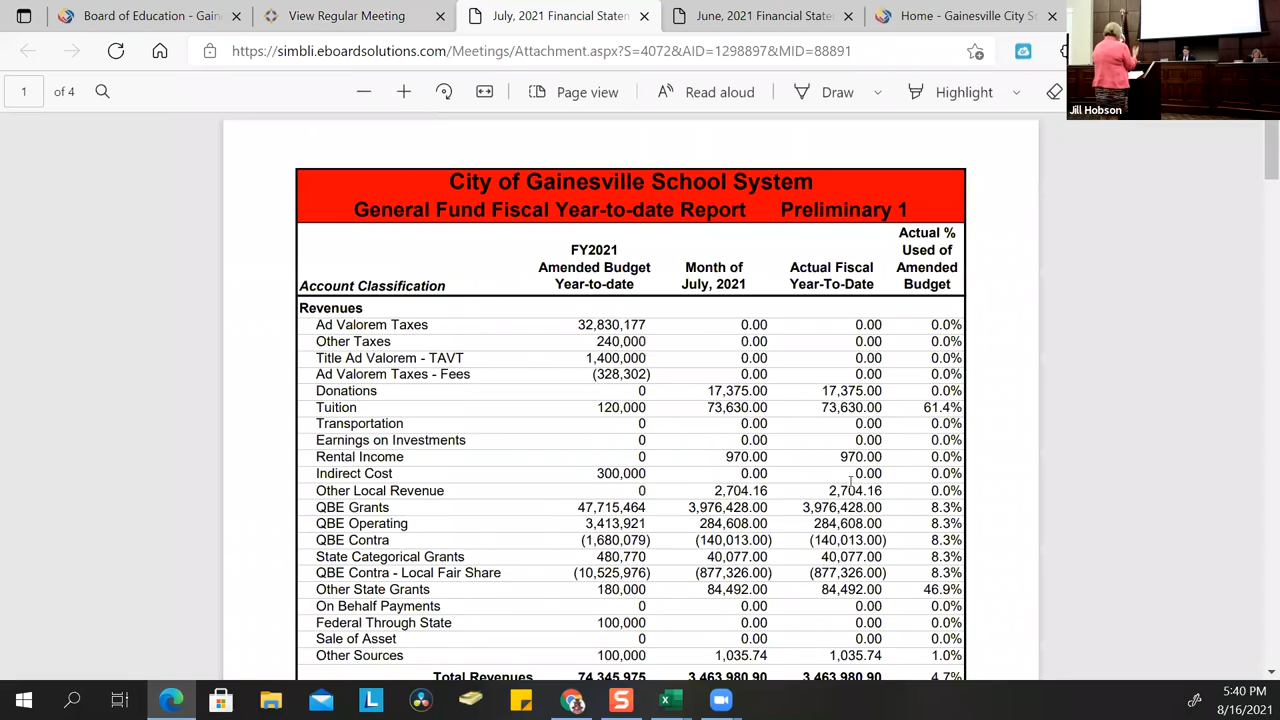 Board of Education - Gain
View Regular Meeting
July, 2021 Financial Statem
June, 2021 Financial State
Home - Gainesville City S
https://simbli.eboardsolutions.com/Meetings/Attachment.aspx?S=4072&AID=1298897&MID=88891
1 of 4
Page view
Read aloud
Draw
Highlight
Jill Hobson
City of Gainesville School System
General Fund Fiscal Year-to-date Report Preliminary 1
Account Classification FY2021 Amended Budget Year-to-date Month of July, 2021 Actual Fiscal Year-To-Date Actual % Used of Amended Budget
Revenues
Ad Valorem Taxes 32,830,177 0.00 0.00 0.0%
Other Taxes 240,000 0.00 0.00 0.0%
Title Ad Valorem - TAVT 1,400,000 0.00 0.00 0.0%
Ad Valorem Taxes - Fees (328,302) 0.00 0.00 0.0%
Donations 0 17,375.00 17,375.00 0.0%
Tuition 120,000 73,630.00 73,630.00 61.4%
Transportation 0 0.00 0.00 0.0%
Earnings on Investments 0 0.00 0.00 0.0%
Rental Income 0 970.00 970.00 0.0%
Indirect Cost 300,000 0.00 0.00 0.0%
Other Local Revenue 0 2,704.16 2,704.16 0.0%
QBE Grants 47,715,464 3,976,428.00 3,976,428.00 8.3%
QBE Operating 3,413,921 284,608.00 284,608.00 8.3%
QBE Contra (1,680,079) (140,013.00) (140,013.00) 8.3%
State Categorical Grants 480,770 40,077.00 40,077.00 8.3%
QBE Contra - Local Fair Share (10,525,976) (877,326.00) (877,326.00) 8.3%
Other State Grants 180,000 84,492.00 84,492.00 46.9%
On Behalf Payments 0 0.00 0.00 0.0%
Federal Through State 100,000 0.00 0.00 0.0%
Sale of Asset 0 0.00 0.00 0.0%
Other Sources 100,000 1,035.74 1,035.74 1.0%
Total Revenues 74,345,975 3,463,980.90 3,463,980.90 4.7%
5:40 PM
8/16/2021